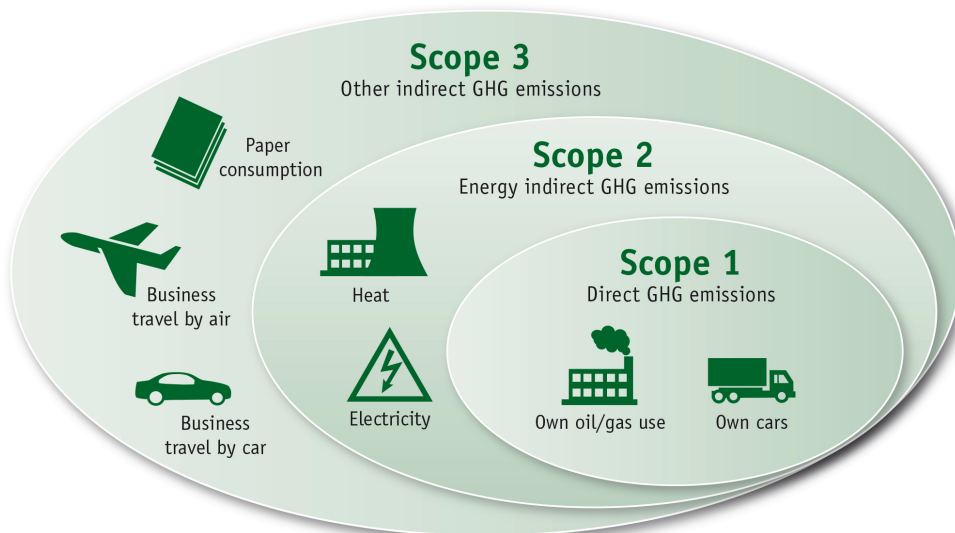 Scope 3
Other indirect GHG emissions
Paper
consumption
Scope 2
Energy indirect GHG emissions
Scope 1
Direct GHG emissions
Heat
Business
travel by air
Electricity
Own oil/gas use
Own cars
Business
travel by car